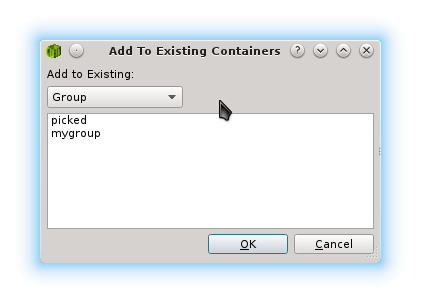 Add To Existing Containers
Add to Existing:
Group
picked
mygroup
OK
Cancel